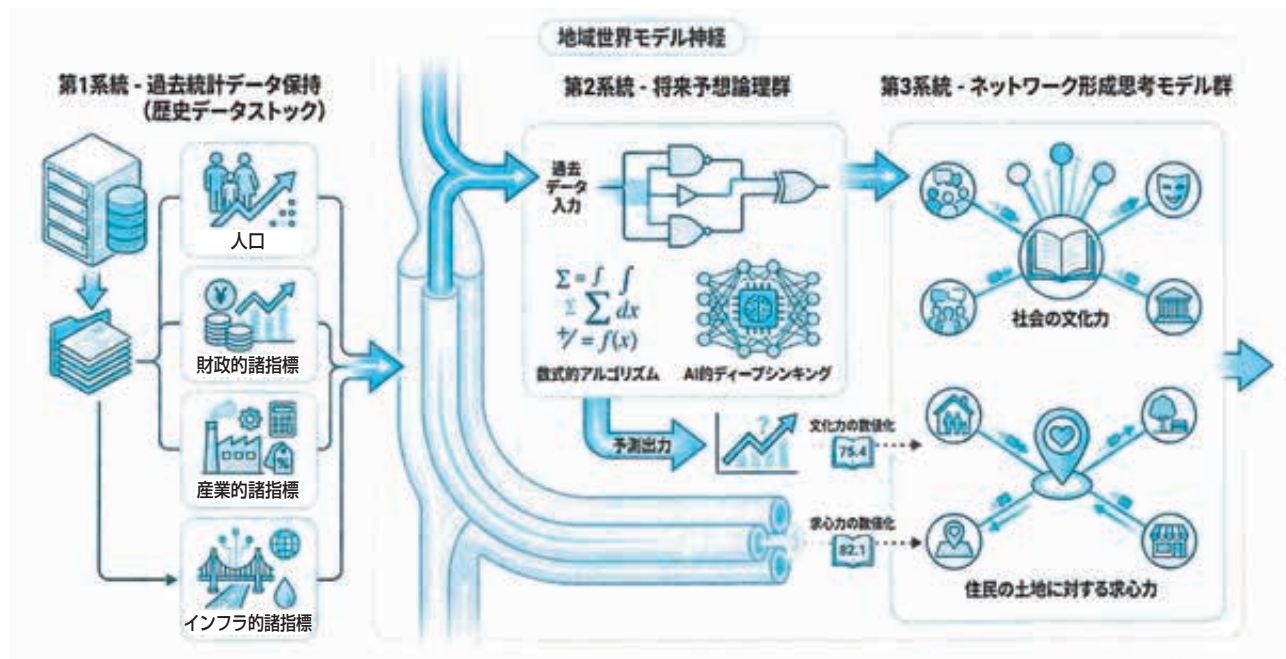 地域世界モデル神経
第1系統 - 過去統計データ保持
(歴史データストック)
人口
¥
財政的諸指標
%
産業的諸指標
インフラ的諸指標
第2系統 - 将来予想論理群
過去
データ
入力
Σ = ∫ ∫
Σ ∑ dx
+/= f(x)
数式的アルゴリズム
AI的ディープシンキング
予測出力
?
文化力の数値化
75.4
求心力の数値化
82.1
第3系統 - ネットワーク形成思考モデル群
社会の文化力
住民の土地に対する求心力